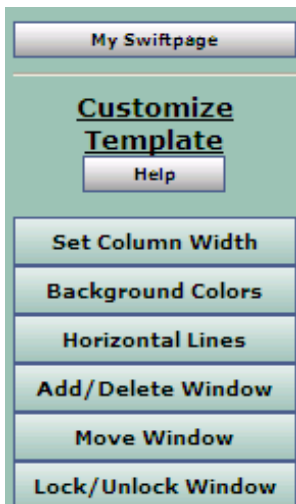 My Swiftpage
Customize
Template
Help
Set Column Width
Background Colors
Horizontal Lines
Add/Delete Window
Move Window
Lock/Unlock Window